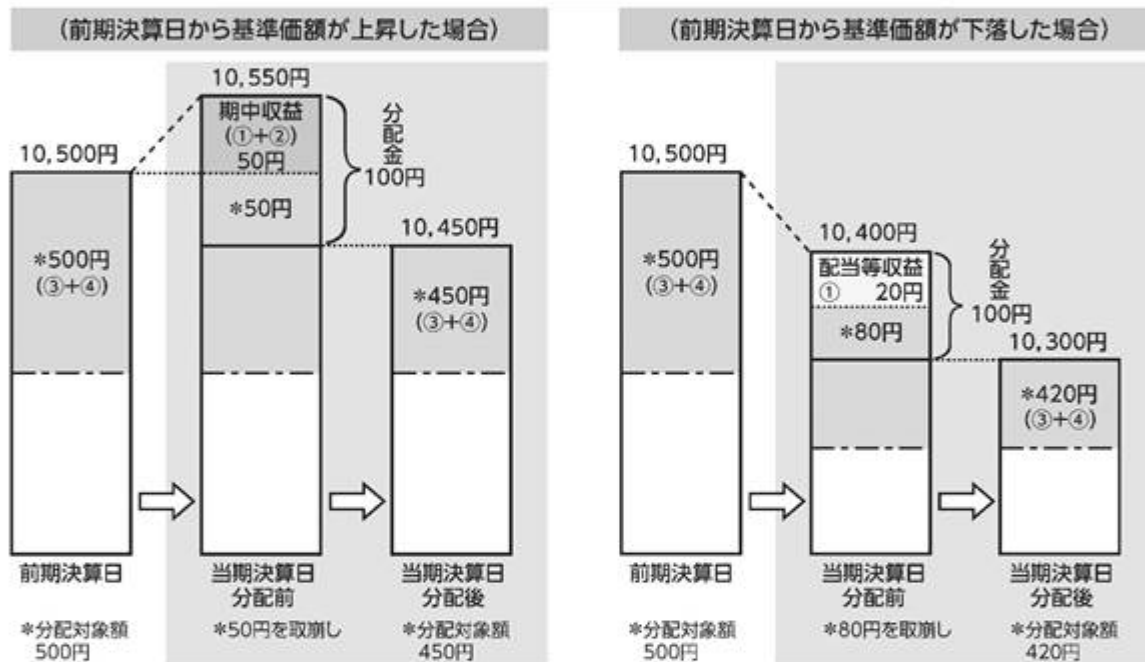 (前期決算日から基準価額が上昇した場合)
10,550円
期中収益
(①+②)
50円
分配金
100円
10,500円
*50円
10,450円
*500円
(③+④)
*450円
(③+④)
前期決算日
当期決算日
分配前
当期決算日
分配後
*分配対象額
500円
*50円を取崩し
*分配対象額
450円
(前期決算日から基準価額が下落した場合)
10,500円
10,400円
配当等収益
① 20円
分配金
100円
*500円
(③+④)
*80円
10,300円
*420円
(③+④)
前期決算日
当期決算日
分配前
当期決算日
分配後
*分配対象額
500円
*80円を取崩し
*分配対象額
420円